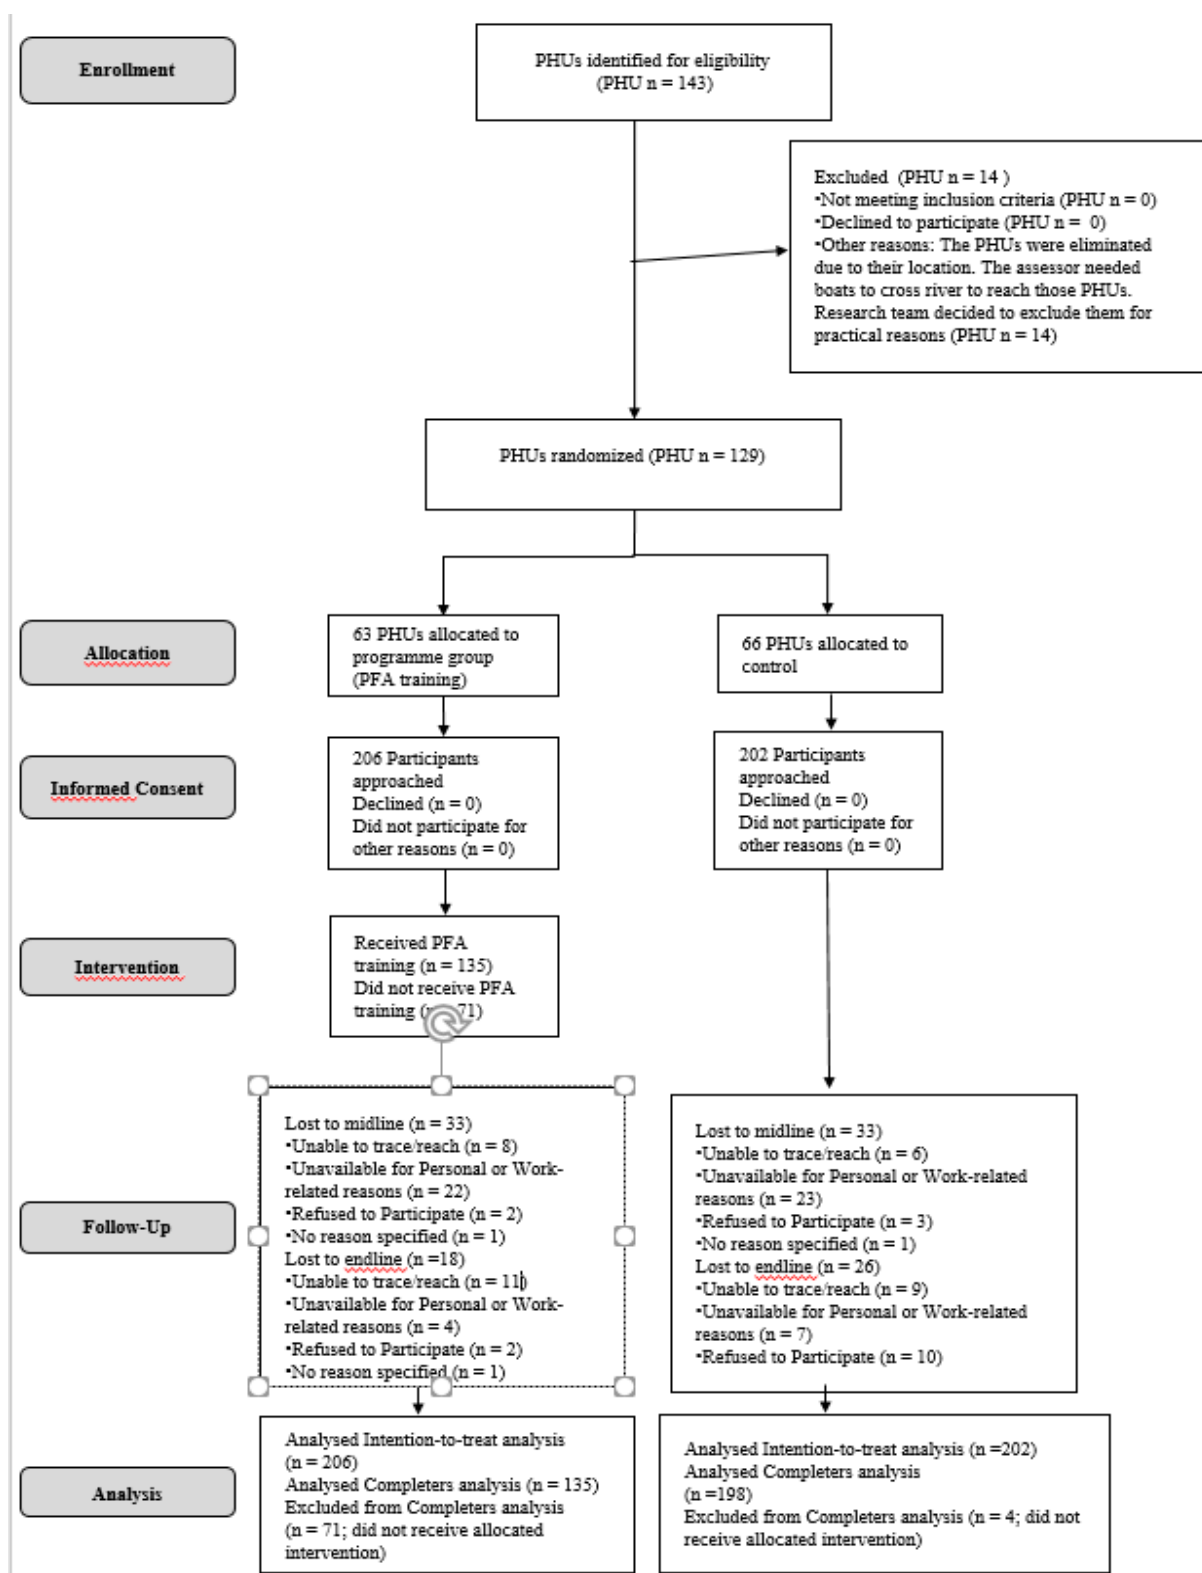 Enrollment
PHUs identified for eligibility
(PHU n = 143)
Excluded (PHU n = 14 )
•Not meeting inclusion criteria (PHU n = 0)
•Declined to participate (PHU n = 0)
•Other reasons: The PHUs were eliminated
due to their location. The assessor needed
boats to cross river to reach those PHUs.
Research team decided to exclude them for
practical reasons (PHU n = 14)
PHUs randomized (PHU n = 129)
Allocation
63 PHUs allocated to
programme group
(PFA training)
66 PHUs allocated to
control
Informed Consent
206 Participants
approached
Declined (n = 0)
Did not participate for
other reasons (n = 0)
202 Participants
approached
Declined (n = 0)
Did not participate for
other reasons (n = 0)
Intervention
Received PFA
training (n = 135)
Did not receive PFA
training ( 71)
Follow-Up
Lost to midline (n = 33)
•Unable to trace/reach (n = 8)
•Unavailable for Personal or Work-
related reasons (n = 22)
•Refused to Participate (n = 2)
•No reason specified (n = 1)
Lost to endline (n =18)
•Unable to trace/reach (n = 11)
•Unavailable for Personal or Work-
related reasons (n = 4)
•Refused to Participate (n = 2)
•No reason specified (n = 1)
Lost to midline (n = 33)
•Unable to trace/reach (n = 6)
•Unavailable for Personal or Work-related
reasons (n = 23)
•Refused to Participate (n = 3)
•No reason specified (n = 1)
Lost to endline (n = 26)
•Unable to trace/reach (n = 9)
•Unavailable for Personal or Work-related
reasons (n = 7)
•Refused to Participate (n = 10)
Analysis
Analysed Intention-to-treat analysis
(n = 206)
Analysed Completers analysis (n = 135)
Excluded from Completers analysis
(n = 71; did not receive allocated
intervention)
Analysed Intention-to-treat analysis (n =202)
Analysed Completers analysis
(n =198)
Excluded from Completers analysis (n = 4; did not
receive allocated intervention)